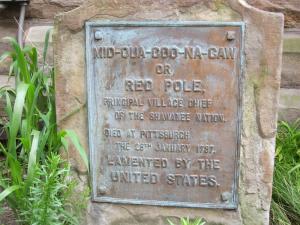 MIO-QUA-COO-NA-CAW
OR
RED POLE,
PRINCIPAL VILLAGE CHIEF
OF THE SHAWANEE NATION.
DIED AT PITTSBURGH
THE 28TH JANUARY 1797.
LAMENTED BY THE
UNITED STATES.